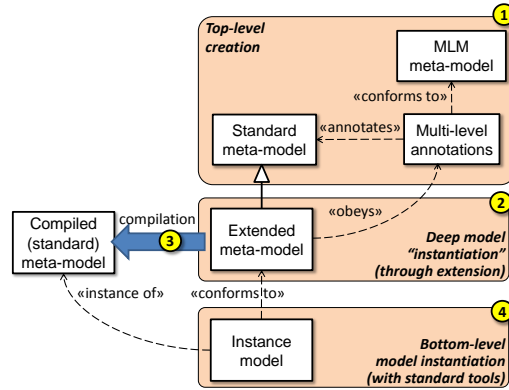 1
Top-level
creation
MLM
meta-model
«conforms to»
Standard
meta-model
«annotates»
Multi-level
annotations
2
Compiled
(standard)
meta-model
compilation
3
Extended
meta-model
«obeys»
Deep model
“instantiation”
(through extension)
«instance of»
«conforms to»
4
Instance
model
Bottom-level
model instantiation
(with standard tools)